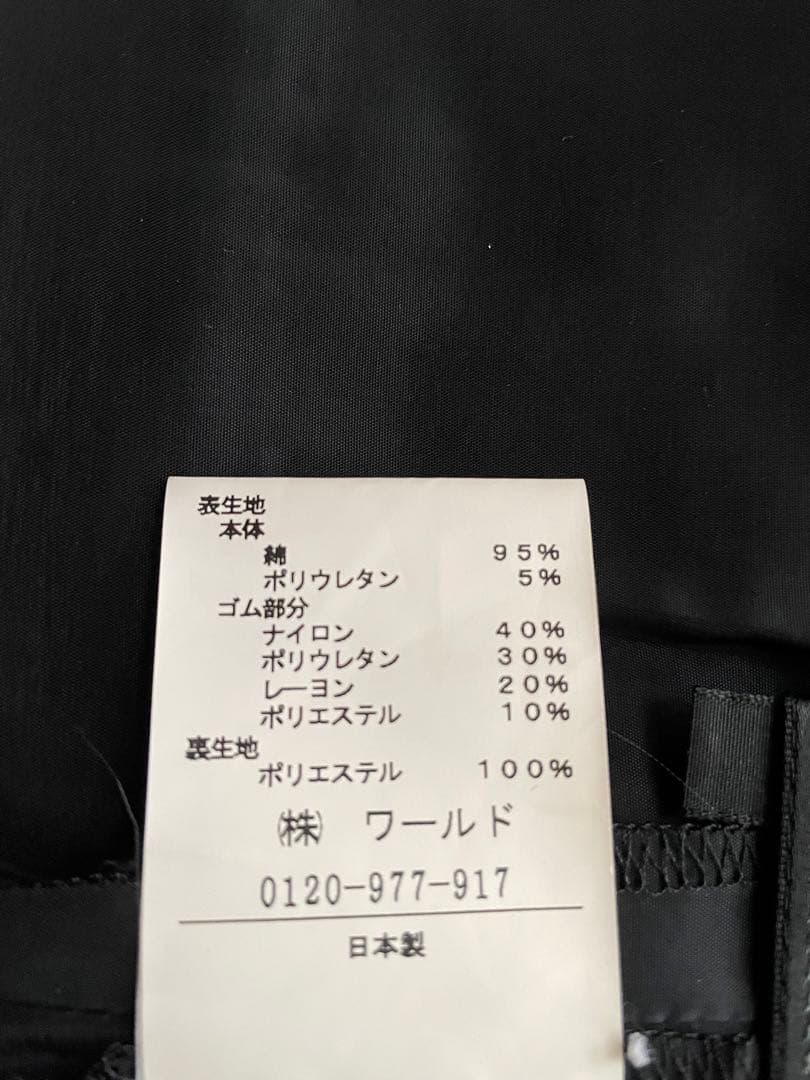 表生地
本体
綿 95%
ポリウレタン 5%
ゴム部分
ナイロン 40%
ポリウレタン 30%
レーヨン 20%
ポリエステル 10%
裏生地
ポリエステル 100%
㈱ ワールド
0120-977-917
日本製